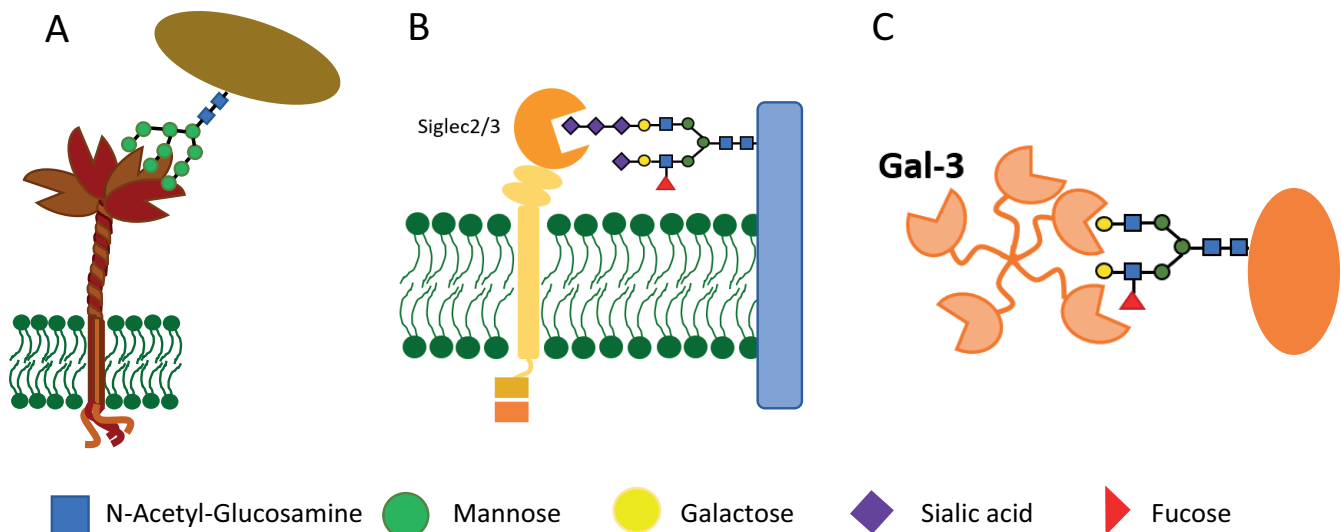 A
B
C
Siglec2/3
Gal-3
N-Acetyl-Glucosamine
Mannose
Galactose
Sialic acid
Fucose